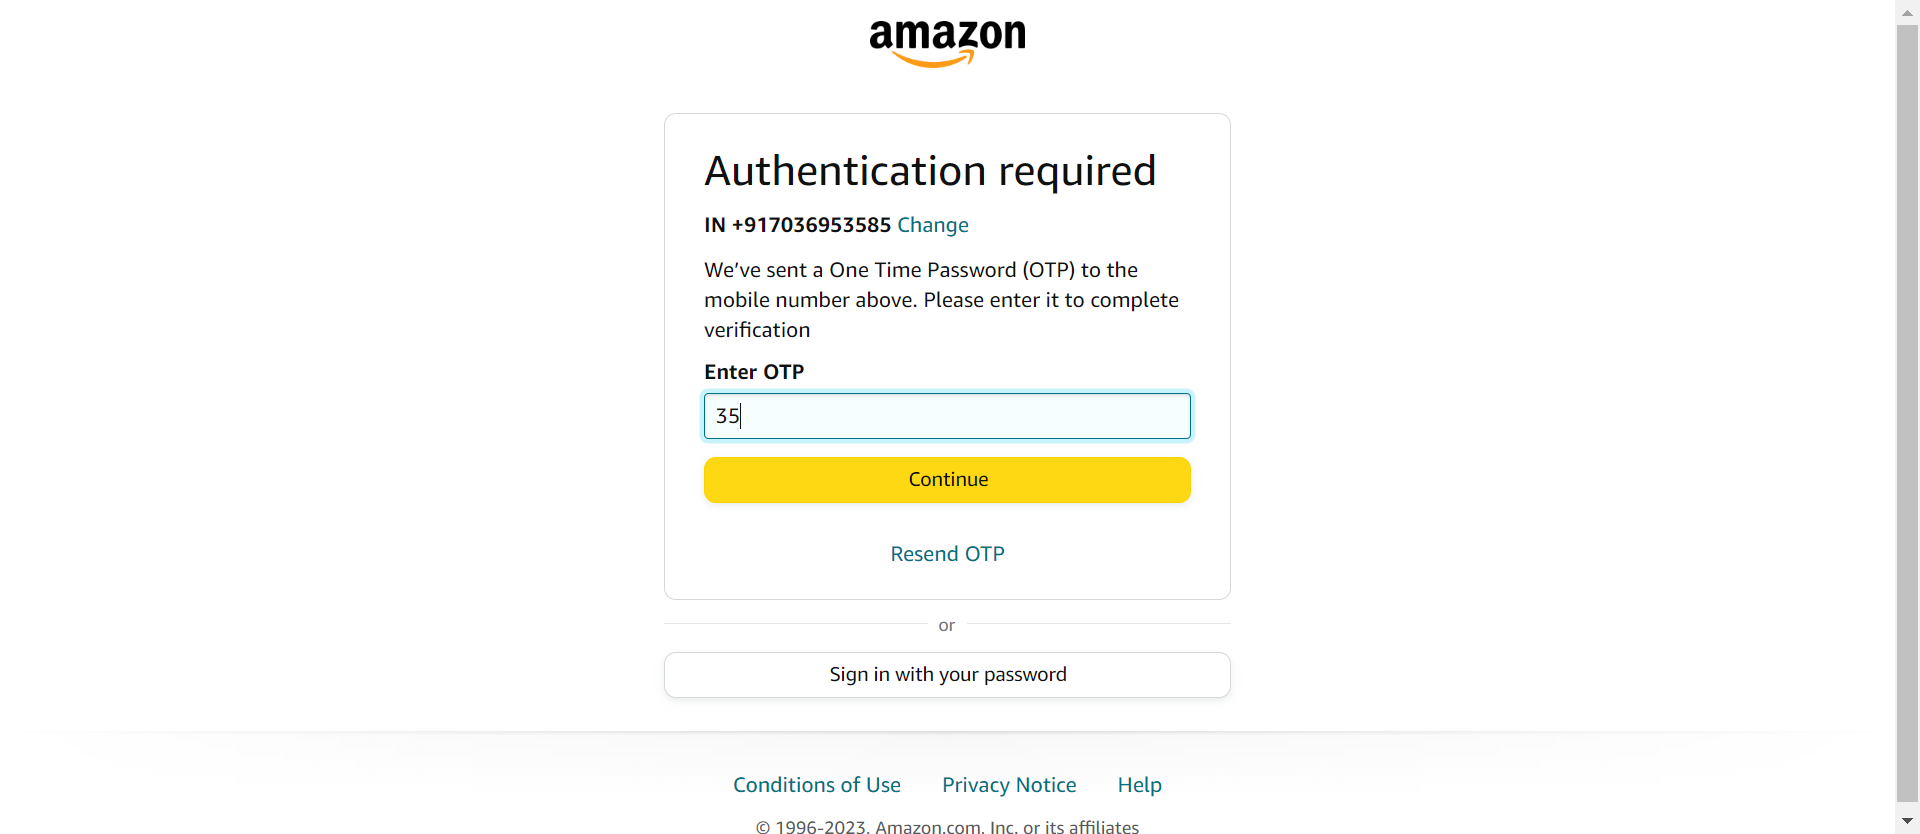 amazon
Authentication required
IN +917036953585 Change
We’ve sent a One Time Password (OTP) to the
mobile number above. Please enter it to complete
verification
Enter OTP
35
Continue
Resend OTP
or
Sign in with your password
Conditions of Use Privacy Notice Help
© 1996-2023, Amazon.com, Inc. or its affiliates